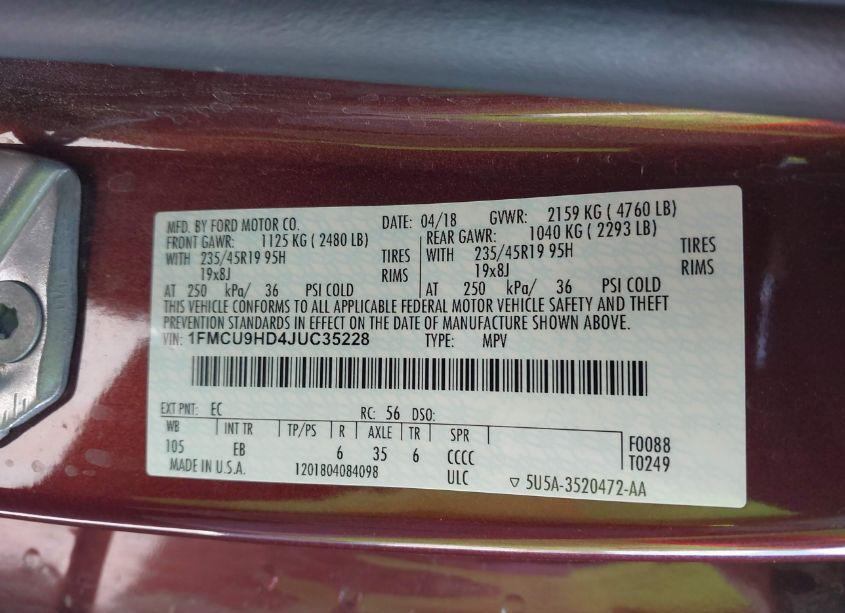 MFD. BY FORD MOTOR CO. DATE: 04/18 GVWR: 2159 KG ( 4760 LB)
FRONT GAWR: 1125 KG ( 2480 LB) REAR GAWR: 1040 KG ( 2293 LB)
WITH 235/45R19 95H TIRES WITH 235/45R19 95H TIRES
19x8J RIMS 19x8J RIMS
AT 250 kPa/ 36 PSI COLD AT 250 kPa/ 36 PSI COLD
THIS VEHICLE CONFORMS TO ALL APPLICABLE FEDERAL MOTOR VEHICLE SAFETY AND THEFT
PREVENTION STANDARDS IN EFFECT ON THE DATE OF MANUFACTURE SHOWN ABOVE.
VIN: 1FMCU9HD4JUC35228 TYPE: MPV
EXT PNT: EC RC: 56 DSO:
WB INT TR TP/PS R AXLE TR SPR F0088
105 EB 6 35 6 CCCC T0249
MADE IN U.S.A. 1201804084098 ULC ▽ 5U5A-3520472-AA